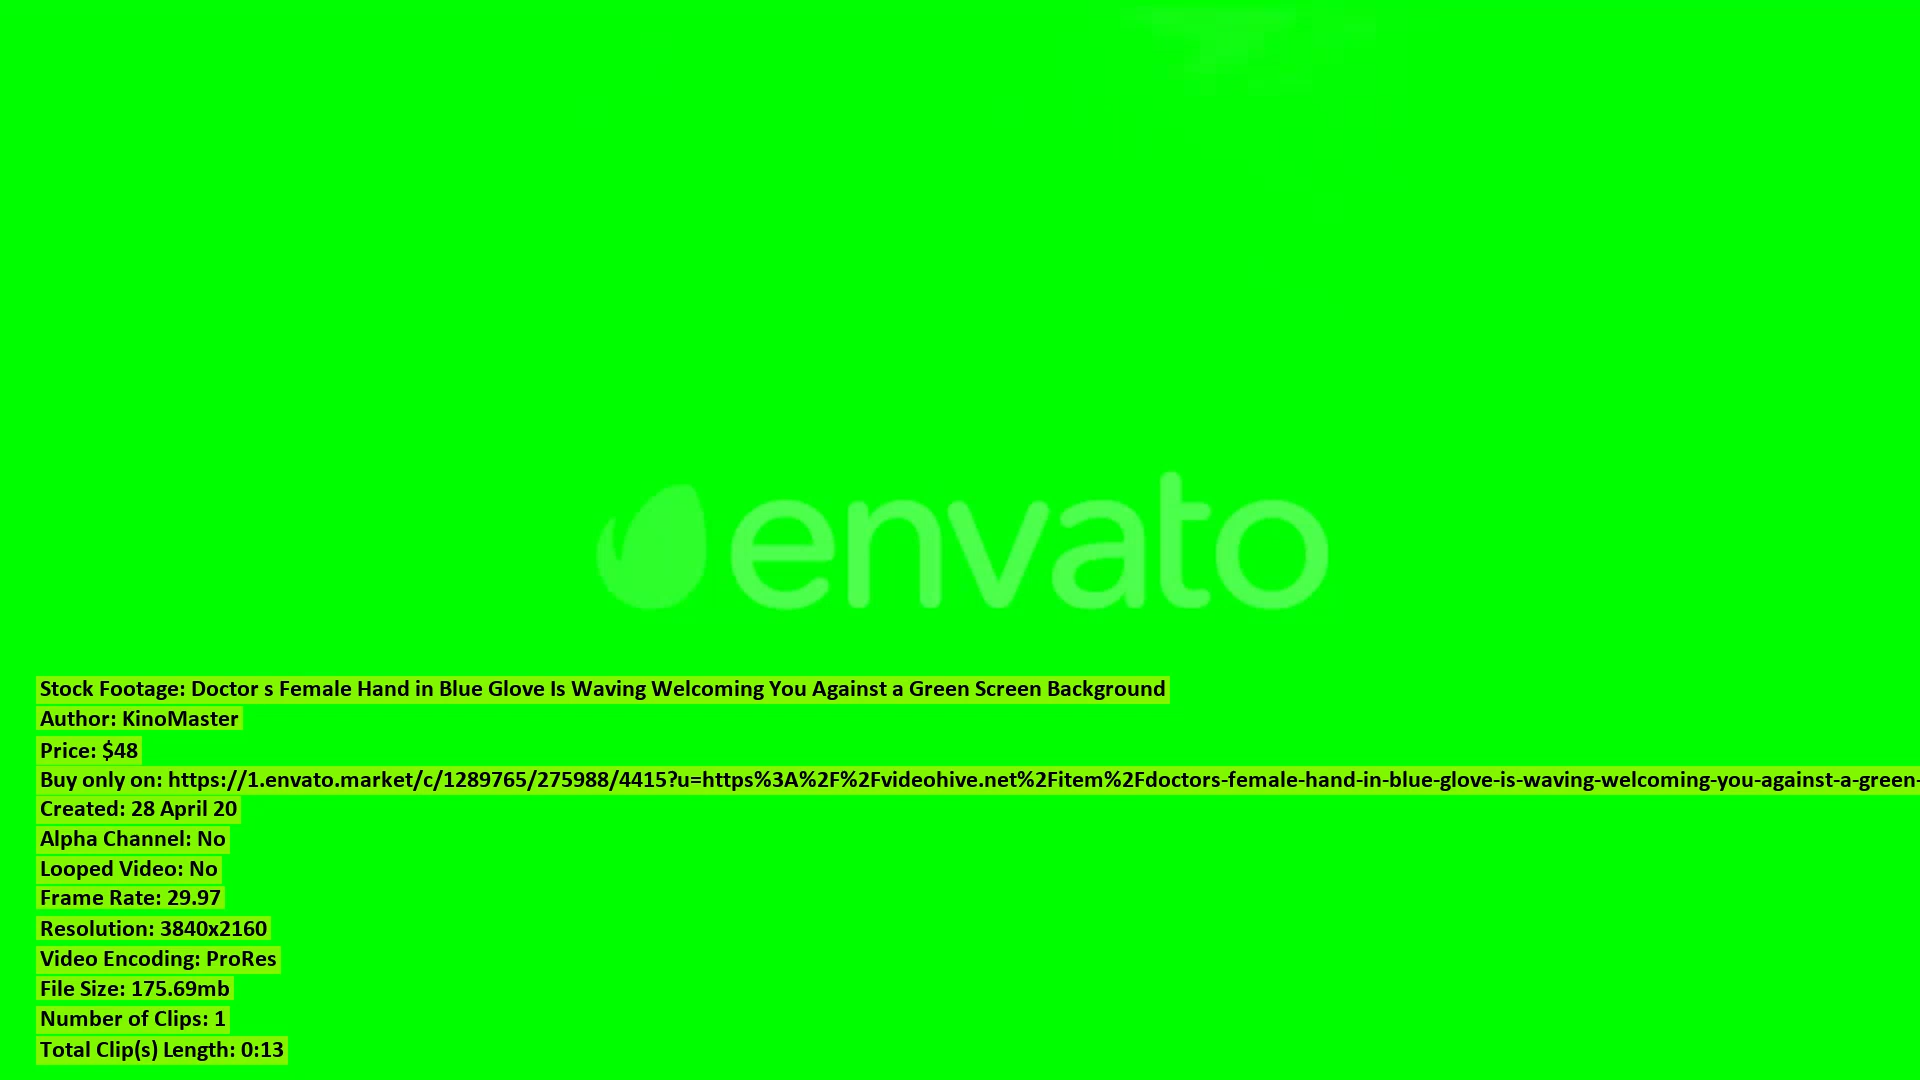 envato
Stock Footage: Doctor s Female Hand in Blue Glove Is Waving Welcoming You Against a Green Screen Background
Author: KinoMaster
Price: $48
Buy only on: https://1.envato.market/c/1289765/275988/4415?u=https%3A%2F%2Fvideohive.net%2Fitem%2Fdoctors-female-hand-in-blue-glove-is-waving-welcoming-you-against-a-green-
Created: 28 April 20
Alpha Channel: No
Looped Video: No
Frame Rate: 29.97
Resolution: 3840x2160
Video Encoding: ProRes
File Size: 175.69mb
Number of Clips: 1
Total Clip(s) Length: 0:13